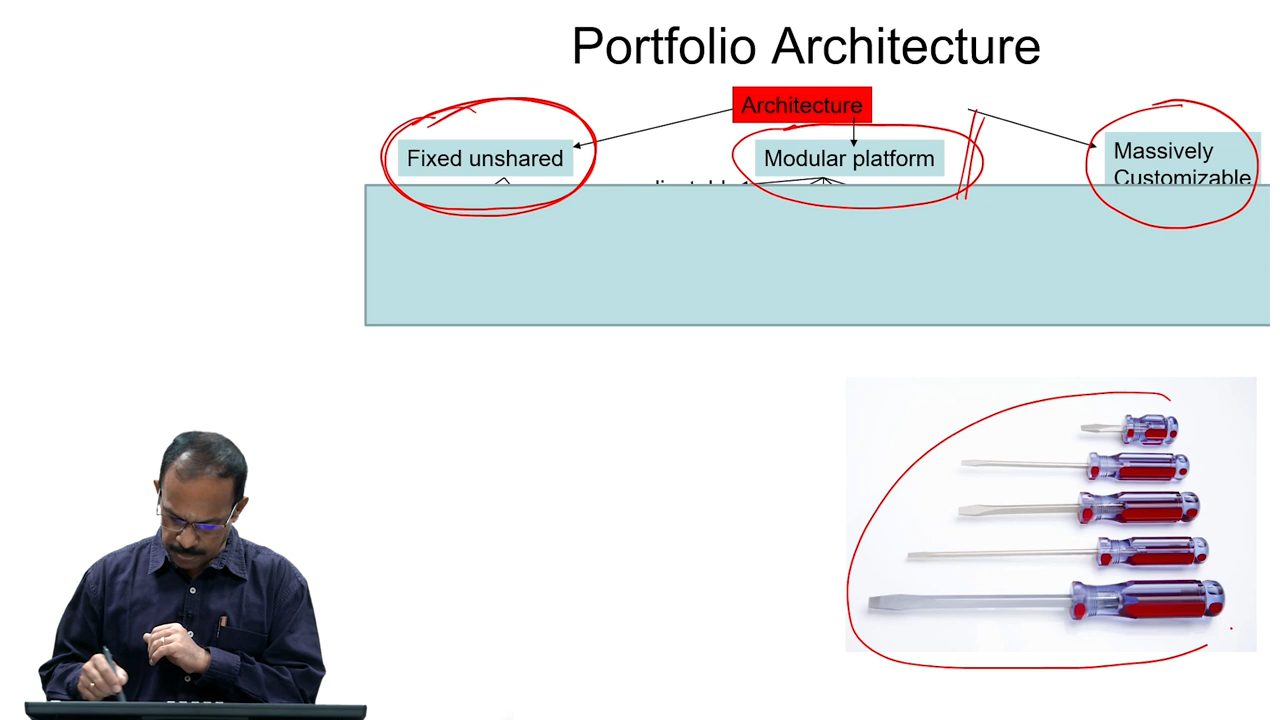 Portfolio Architecture
Architecture
Fixed unshared
Modular platform
Massively
Customizable